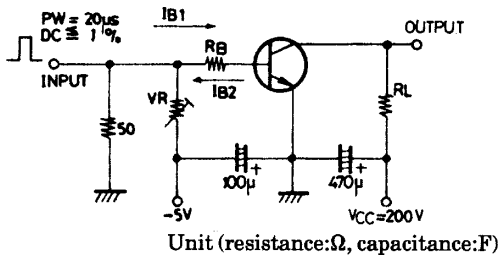 PW = 20μs
DC ≦ 1%
IB1
OUTPUT
INPUT
RB
IB2
VR
RL
50
100μ
+
470μ
+
-5V
VCC=200V
Unit (resistance:Ω, capacitance:F)